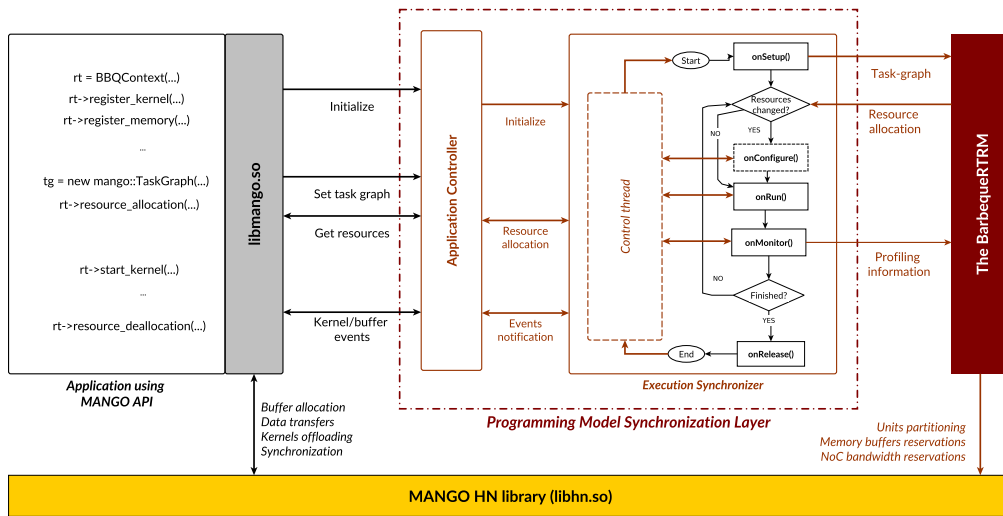 rt = BBQContext(...)
rt->register_kernel(...)
rt->register_memory(...)
...
tg = new mango::TaskGraph(...)
rt->resource_allocation(...)
rt->start_kernel(...)
...
rt->resource_deallocation(...)
Application using
MANGO API
libmango.so
Initialize
Set task graph
Get resources
Kernel/buffer
events
Buffer allocation
Data transfers
Kernels offloading
Synchronization
Application Controller
Initialize
Resource
allocation
Events
notification
Control thread
Start
onSetup()
Resources
changed?
NO
YES
onConfigure()
onRun()
onMonitor()
NO
Finished?
YES
End
onRelease()
Execution Synchronizer
Programming Model Synchronization Layer
Task-graph
Resource
allocation
Profiling
information
The BarbequeRTRM
Units partitioning
Memory buffers reservations
NoC bandwidth reservations
MANGO HN library (libhn.so)